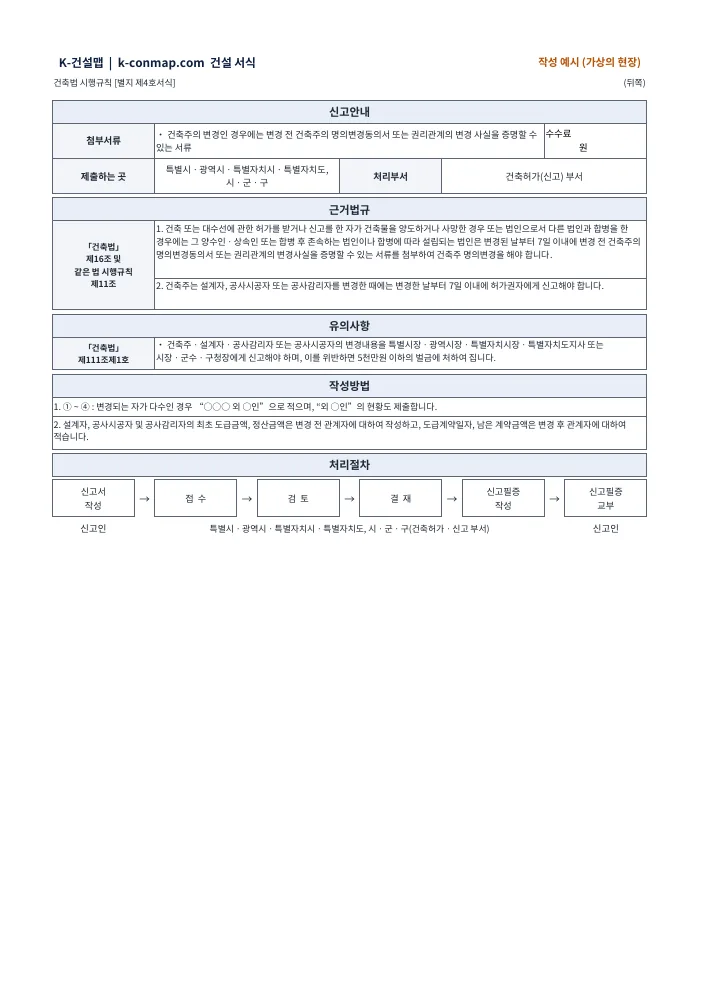 K-건설맵 | k-conmap.com 건설 서식
작성 예시 (가상의 현장)
건축법 시행규칙 [별지 제4호서식]
(뒤쪽)
신고안내
첨부서류
· 건축주의 변경인 경우에는 변경 전 건축주의 명의변경동의서 또는 권리관계의 변경 사실을 증명할 수
있는 서류
수수료
원
제출하는 곳
특별시 · 광역시 · 특별자치시 · 특별자치도,
시 · 군 · 구
처리부서
건축허가(신고) 부서
근거법규
「건축법」
제16조 및
같은 법 시행규칙
제11조
1. 건축 또는 대수선에 관한 허가를 받거나 신고를 한 자가 건축물을 양도하거나 사망한 경우 또는 법인으로서 다른 법인과 합병을 한
경우에는 그 양수인 · 상속인 또는 합병 후 존속하는 법인이나 합병에 따라 설립되는 법인은 변경된 날부터 7일 이내에 변경 전 건축주의
명의변경동의서 또는 권리관계의 변경사실을 증명할 수 있는 서류를 첨부하여 건축주 명의변경을 해야 합니다.
2. 건축주는 설계자, 공사시공자 또는 공사감리자를 변경한 때에는 변경한 날부터 7일 이내에 허가권자에게 신고해야 합니다.
유의사항
「건축법」
제111조제1호
· 건축주 · 설계자 · 공사감리자 또는 공사시공자의 변경내용을 특별시장 · 광역시장 · 특별자치시장 · 특별자치도지사 또는
시장 · 군수 · 구청장에게 신고해야 하며, 이를 위반하면 5천만원 이하의 벌금에 처하여 집니다.
작성방법
1. ① ~ ④ : 변경되는 자가 다수인 경우 “○○○ 외 ○인” 으로 적으며, “외 ○인” 의 현황도 제출합니다.
2. 설계자, 공사시공자 및 공사감리자의 최초 도급금액, 정산금액은 변경 전 관계자에 대하여 작성하고, 도급계약일자, 남은 계약금액은 변경 후 관계자에 대하여
적습니다.
처리절차
신고서
작성
→
접 수
→
검 토
→
결 재
→
신고필증
작성
→
신고필증
교부
신고인
특별시 · 광역시 · 특별자치시 · 특별자치도, 시 · 군 · 구(건축허가 · 신고 부서)
신고인